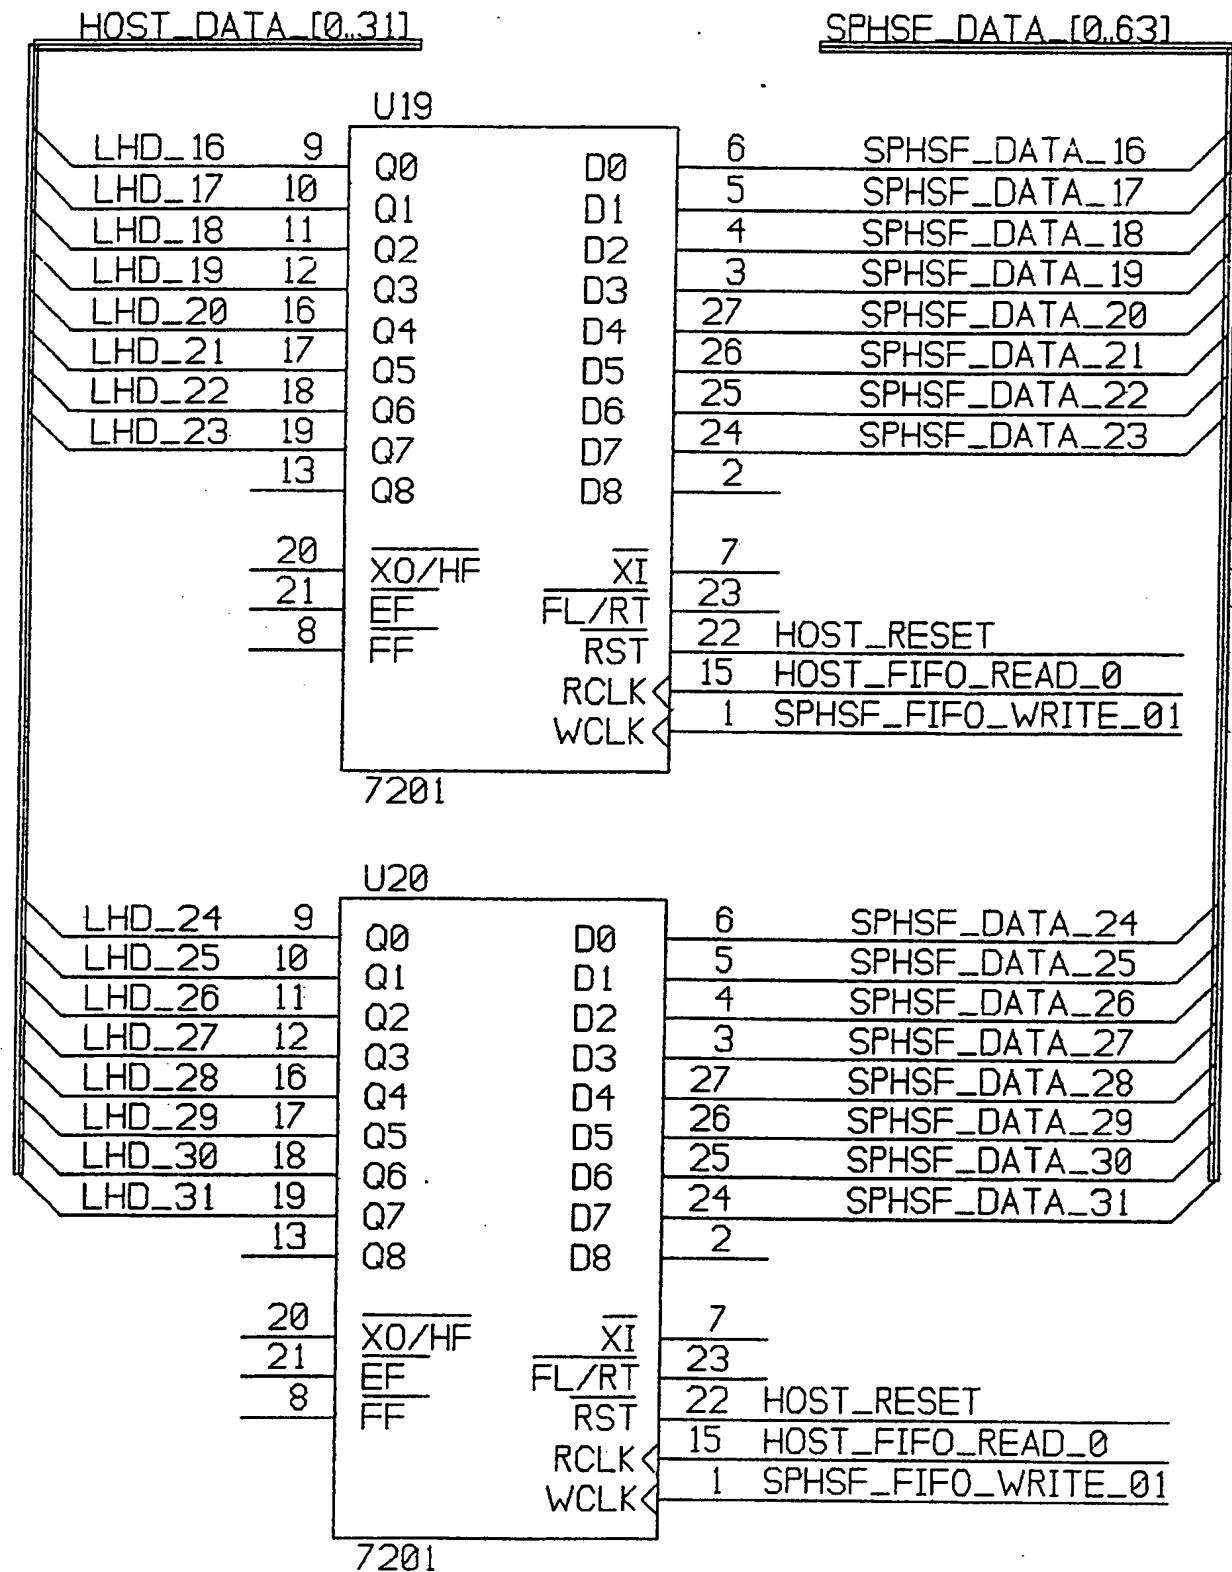 HOST_DATA_[0..31] SPHSF_DATA_[0..63]
U19
LHD_16 9 Q0 D0 6 SPHSF_DATA_16
LHD_17 10 Q1 D1 5 SPHSF_DATA_17
LHD_18 11 Q2 D2 4 SPHSF_DATA_18
LHD_19 12 Q3 D3 3 SPHSF_DATA_19
LHD_20 16 Q4 D4 27 SPHSF_DATA_20
LHD_21 17 Q5 D5 26 SPHSF_DATA_21
LHD_22 18 Q6 D6 25 SPHSF_DATA_22
LHD_23 19 Q7 D7 24 SPHSF_DATA_23
13 Q8 D8 2
20 XO/HF XI 7
21 EF FL/RT 23
8 FF RST 22 HOST_RESET
RCLK 15 HOST_FIFO_READ_0
WCLK 1 SPHSF_FIFO_WRITE_01
7201
U20
LHD_24 9 Q0 D0 6 SPHSF_DATA_24
LHD_25 10 Q1 D1 5 SPHSF_DATA_25
LHD_26 11 Q2 D2 4 SPHSF_DATA_26
LHD_27 12 Q3 D3 3 SPHSF_DATA_27
LHD_28 16 Q4 D4 27 SPHSF_DATA_28
LHD_29 17 Q5 D5 26 SPHSF_DATA_29
LHD_30 18 Q6 D6 25 SPHSF_DATA_30
LHD_31 19 Q7 D7 24 SPHSF_DATA_31
13 Q8 D8 2
20 XO/HF XI 7
21 EF FL/RT 23
8 FF RST 22 HOST_RESET
RCLK 15 HOST_FIFO_READ_0
WCLK 1 SPHSF_FIFO_WRITE_01
7201